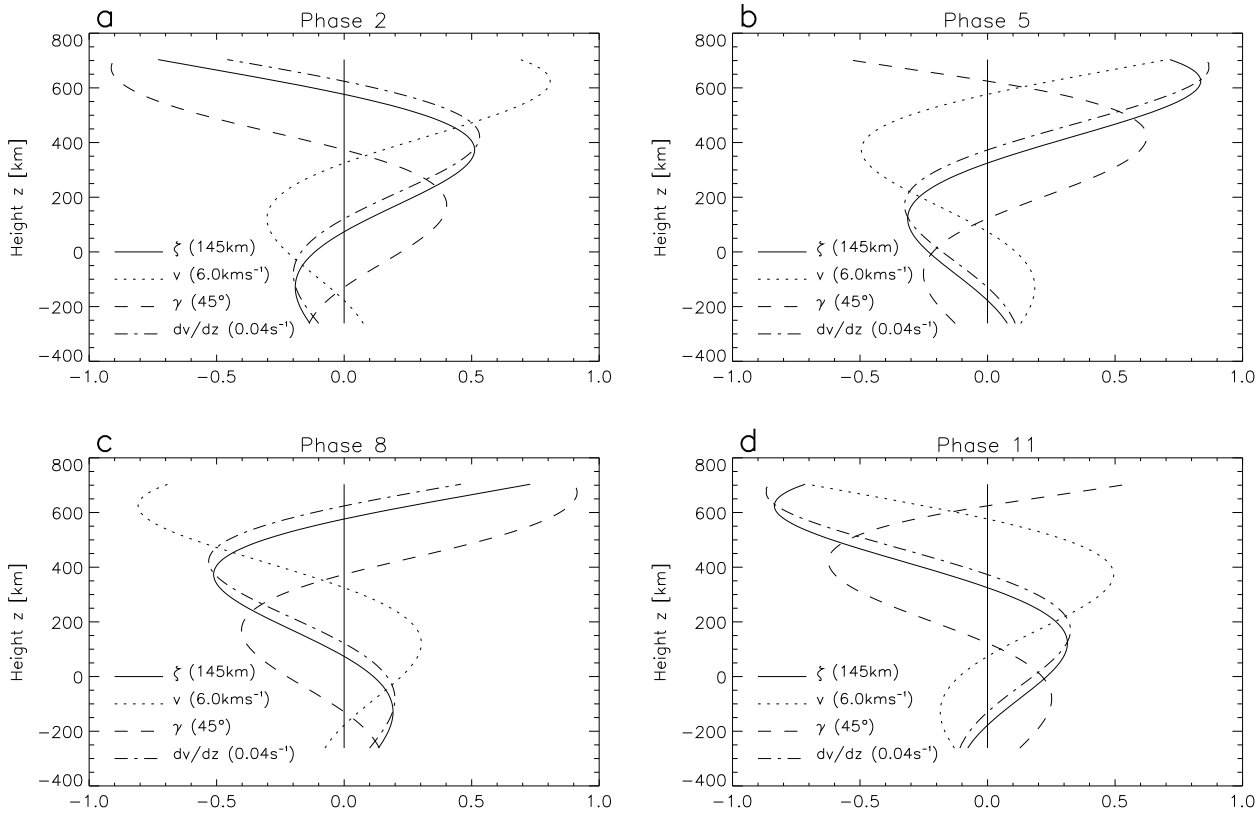 a
Phase 2
800
600
400
200
0
−200
−400
Height z [km]
ζ (145km)
v (6.0kms⁻¹)
γ (45°)
dv/dz (0.04s⁻¹)
−1.0 −0.5 0.0 0.5 1.0
b
Phase 5
800
600
400
200
0
−200
−400
Height z [km]
ζ (145km)
v (6.0kms⁻¹)
γ (45°)
dv/dz (0.04s⁻¹)
−1.0 −0.5 0.0 0.5 1.0
c
Phase 8
800
600
400
200
0
−200
−400
Height z [km]
ζ (145km)
v (6.0kms⁻¹)
γ (45°)
dv/dz (0.04s⁻¹)
−1.0 −0.5 0.0 0.5 1.0
d
Phase 11
800
600
400
200
0
−200
−400
Height z [km]
ζ (145km)
v (6.0kms⁻¹)
γ (45°)
dv/dz (0.04s⁻¹)
−1.0 −0.5 0.0 0.5 1.0